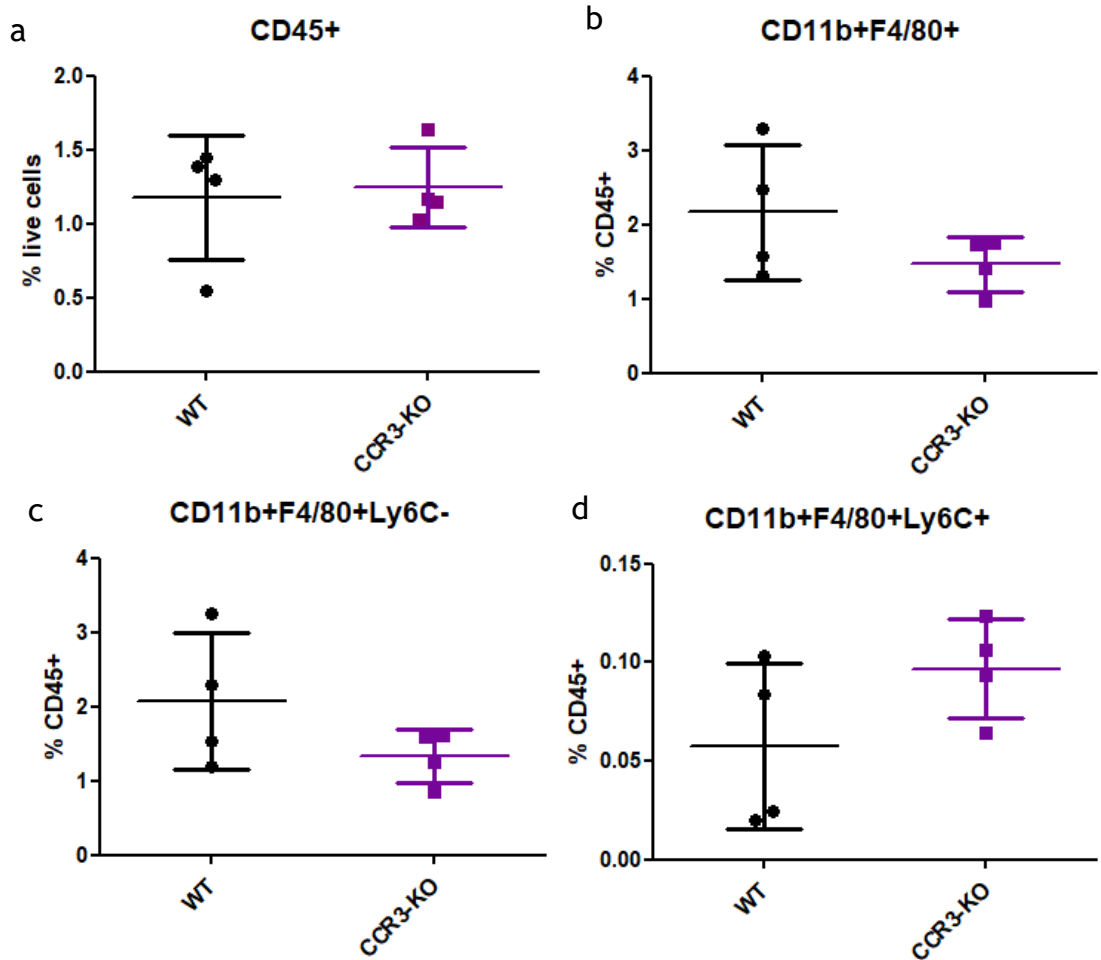 a
CD45+
% live cells
2.0
1.5
1.0
0.5
0.0
WT
CCR3-KO
b
CD11b+F4/80+
% CD45+
4
3
2
1
0
WT
CCR3-KO
c
CD11b+F4/80+Ly6C-
% CD45+
4
3
2
1
0
WT
CCR3-KO
d
CD11b+F4/80+Ly6C+
% CD45+
0.15
0.10
0.05
0.00
WT
CCR3-KO